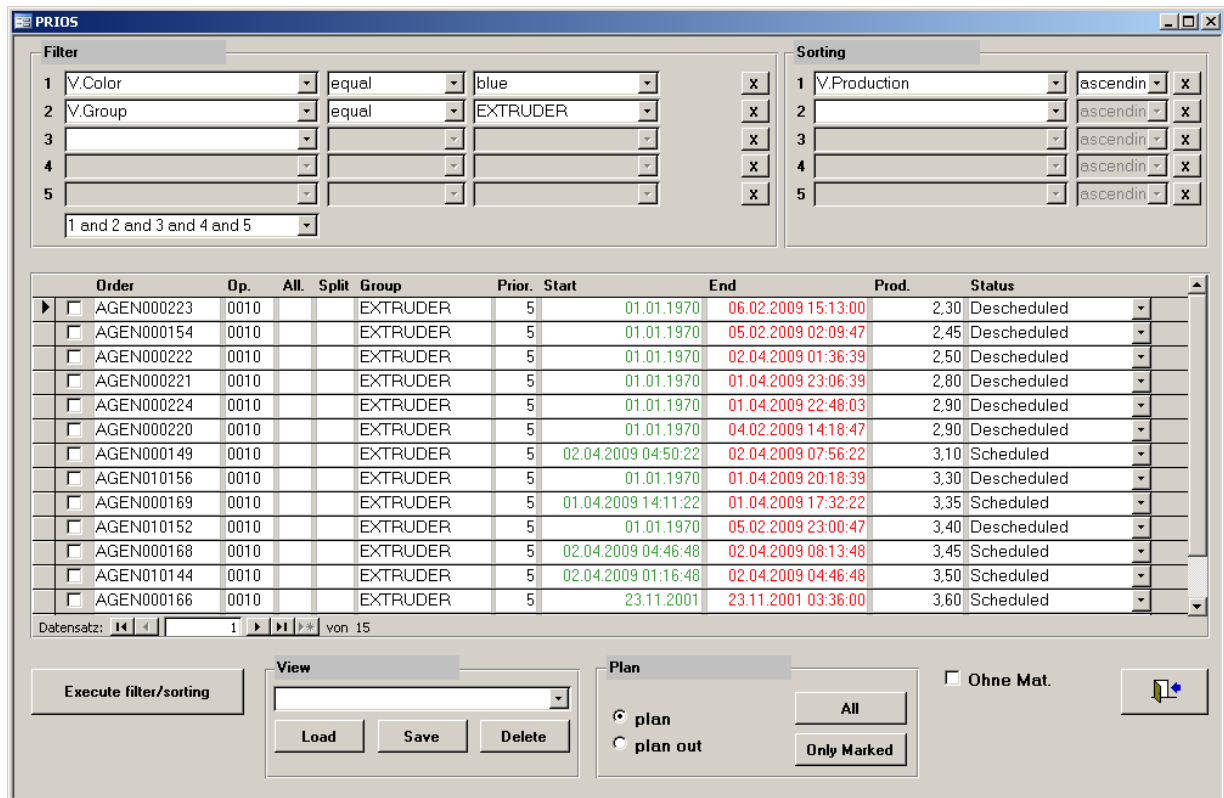 PRIOS
Filter
Sorting
1 V.Color equal blue x 1 V.Production ascendin x
2 V.Group equal EXTRUDER x 2 ascendin x
3 x 3 ascendin x
4 x 4 ascendin x
5 x 5 ascendin x
1 and 2 and 3 and 4 and 5
Order Op. All. Split Group Prior. Start End Prod. Status
AGEN000223 0010 EXTRUDER 5 01.01.1970 06.02.2009 15:13:00 2,30 Descheduled
AGEN000154 0010 EXTRUDER 5 01.01.1970 05.02.2009 02:09:47 2,45 Descheduled
AGEN000222 0010 EXTRUDER 5 01.01.1970 02.04.2009 01:36:39 2,50 Descheduled
AGEN000221 0010 EXTRUDER 5 01.01.1970 01.04.2009 23:06:39 2,80 Descheduled
AGEN000224 0010 EXTRUDER 5 01.01.1970 01.04.2009 22:48:03 2,90 Descheduled
AGEN000220 0010 EXTRUDER 5 01.01.1970 04.02.2009 14:18:47 2,90 Descheduled
AGEN000149 0010 EXTRUDER 5 02.04.2009 04:50:22 02.04.2009 07:56:22 3,10 Scheduled
AGEN010156 0010 EXTRUDER 5 01.01.1970 01.04.2009 20:18:39 3,30 Descheduled
AGEN000169 0010 EXTRUDER 5 01.04.2009 14:11:22 01.04.2009 17:32:22 3,35 Scheduled
AGEN010152 0010 EXTRUDER 5 01.01.1970 05.02.2009 23:00:47 3,40 Descheduled
AGEN000168 0010 EXTRUDER 5 02.04.2009 04:46:48 02.04.2009 08:13:48 3,45 Scheduled
AGEN010144 0010 EXTRUDER 5 02.04.2009 01:16:48 02.04.2009 04:46:48 3,50 Scheduled
AGEN000166 0010 EXTRUDER 5 23.11.2001 23.11.2001 03:36:00 3,60 Scheduled
Datensatz: 1 von 15
Execute filter/sorting
View
Load Save Delete
Plan
plan
plan out
All
Only Marked
Ohne Mat.